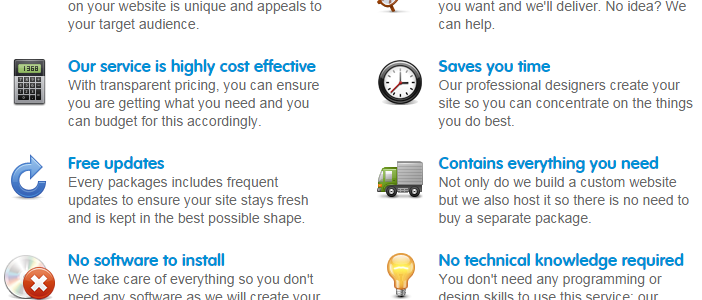 on your website is unique and appeals to
your target audience.
you want and we'll deliver. No idea? We
can help.
1368
Our service is highly cost effective
With transparent pricing, you can ensure
you are getting what you need and you
can budget for this accordingly.
Saves you time
Our professional designers create your
site so you can concentrate on the things
you do best.
Free updates
Every packages includes frequent
updates to ensure your site stays fresh
and is kept in the best possible shape.
Contains everything you need
Not only do we build a custom website
but we also host it so there is no need to
buy a separate package.
No software to install
We take care of everything so you don't
need any software as we will create your
No technical knowledge required
You don't need any programming or
design skills to use this service; our